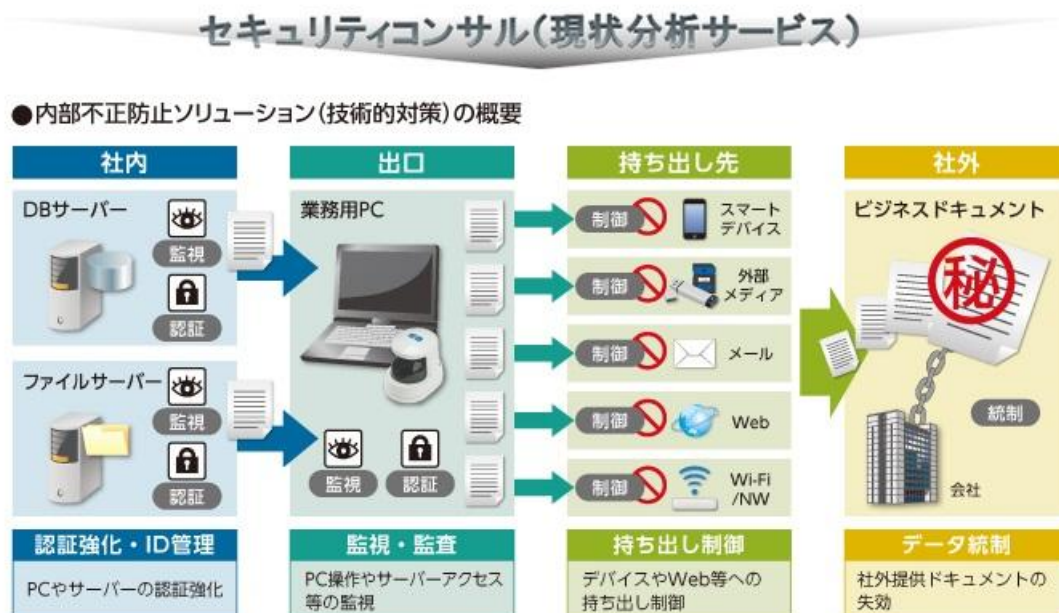 セキュリティコンサル(現状分析サービス)
●内部不正防止ソリューション(技術的対策)の概要
社内
出口
持ち出し先
社外
DBサーバー
監視
認証
ファイルサーバー
監視
認証
業務用PC
監視
認証
制御
スマート
デバイス
制御
外部
メディア
制御
メール
制御
Web
制御
Wi-Fi
/NW
ビジネスドキュメント
秘
統制
会社
認証強化・ID管理
PCやサーバーの認証強化
監視・監査
PC操作やサーバーアクセス
等の監視
持ち出し制御
デバイスやWeb等への
持ち出し制御
データ統制
社外提供ドキュメントの
失効